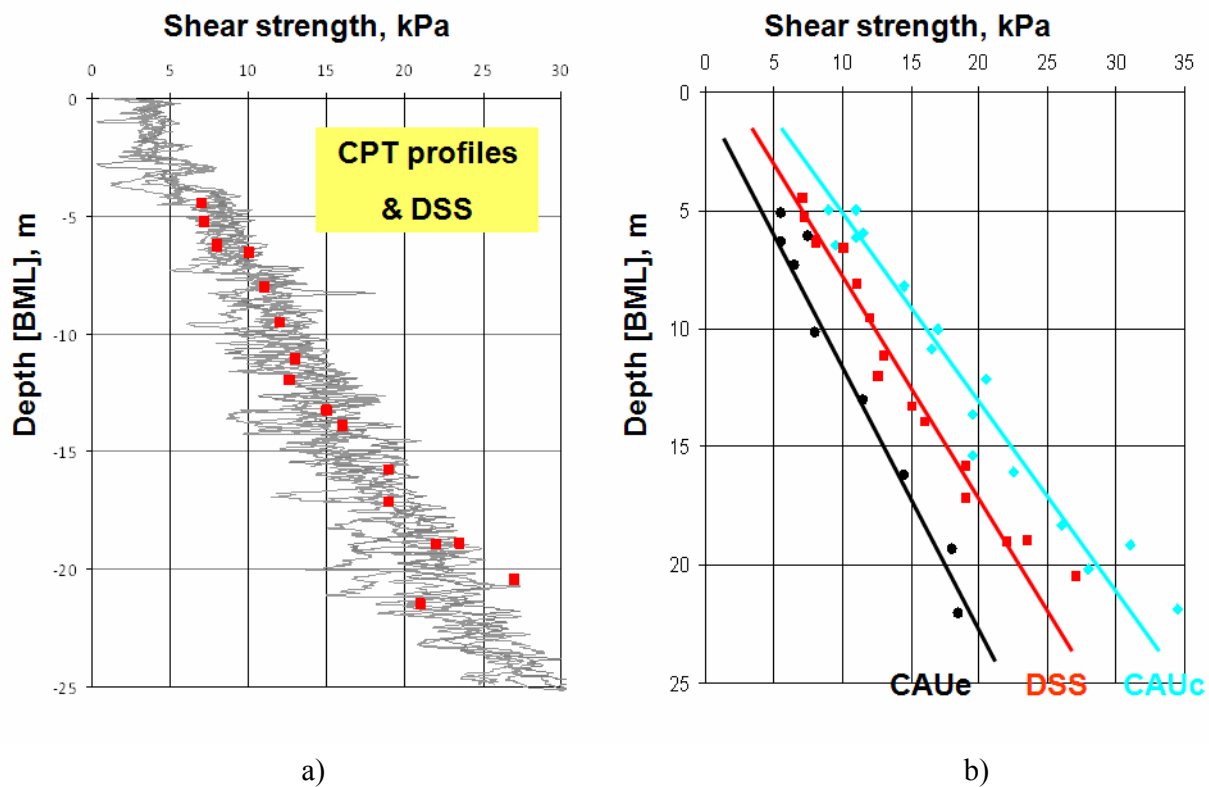 Shear strength, kPa
0 5 10 15 20 25 30
0
-5
-10
-15
-20
-25
Depth [BML], m
CPT profiles
& DSS
a)
Shear strength, kPa
0 5 10 15 20 25 30 35
0
5
10
15
20
25
Depth [BML], m
CAUe DSS CAUc
b)